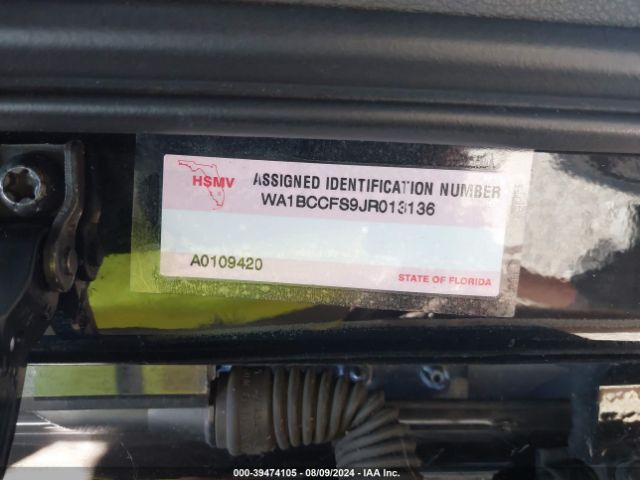 HSMV
ASSIGNED IDENTIFICATION NUMBER
WA1BCCFS9JR013136
A0109420
STATE OF FLORIDA
000-39474105 - 08/09/2024 - IAA Inc.